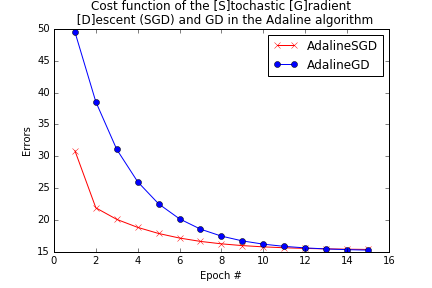 Cost function of the [S]tochastic [G]radient
[D]escent (SGD) and GD in the Adaline algorithm
AdalineSGD
AdalineGD
Errors
50
45
40
35
30
25
20
15
0 2 4 6 8 10 12 14 16
Epoch #